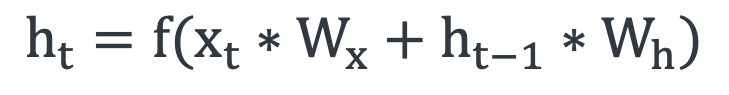 hₜ = f(xₜ * Wₓ + hₜ₋₁ * Wₕ)